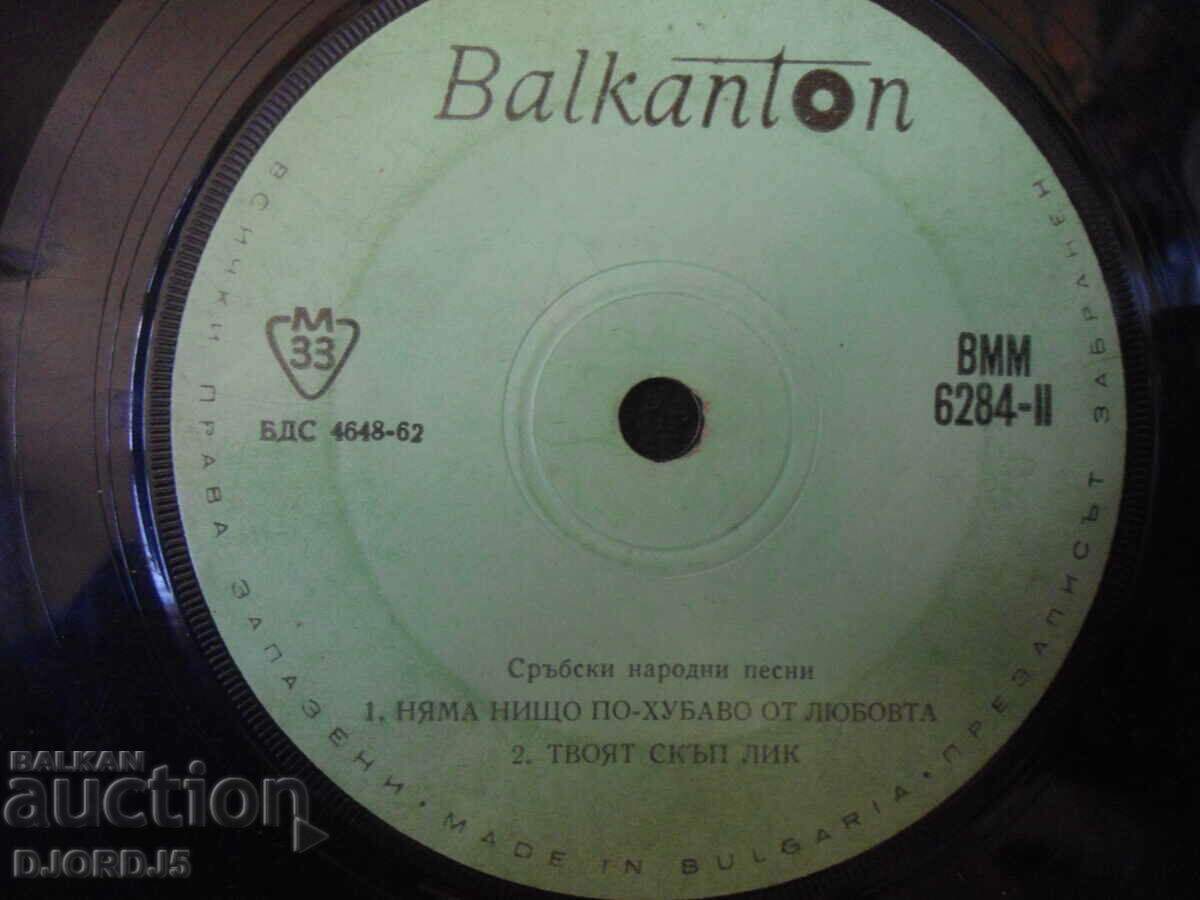 Balkanton
М
33
БДС 4648-62
ВММ
6284-II
Сръбски народни песни
1. НЯМА НИЩО ПО-ХУБАВО ОТ ЛЮБОВТА
2. ТВОЯТ СКЪП ЛИК
ВСИЧКИ ПРАВА ЗАПАЗЕНИ • MADE IN BULGARIA • ПРЕЗАПИСЪТ ЗАБРАНЕН
BALKAN
auction
DJORDJ5